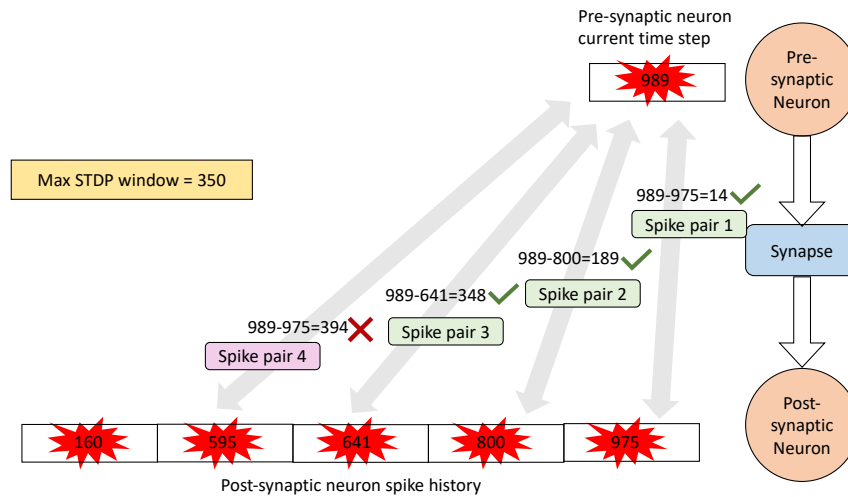 Pre-synaptic neuron
current time step
989
Pre-
synaptic
Neuron
Max STDP window = 350
989-975=14
Spike pair 1
Synapse
989-800=189
Spike pair 2
989-641=348
Spike pair 3
989-975=394
Spike pair 4
160
595
641
800
975
Post-
synaptic
Neuron
Post-synaptic neuron spike history